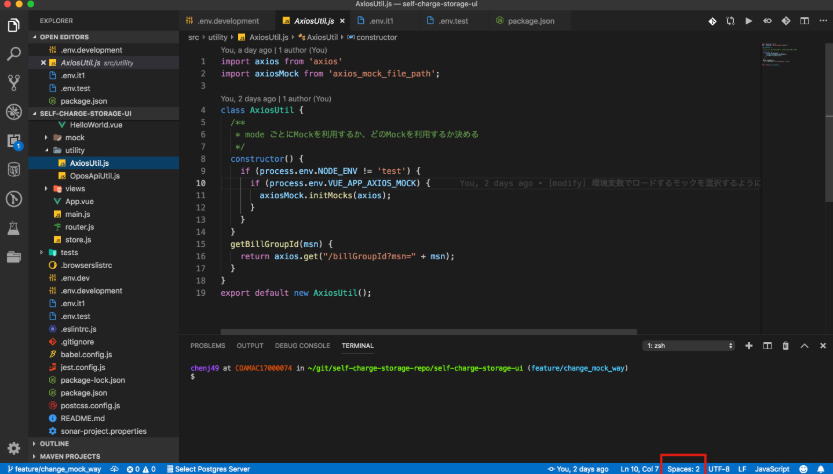 AxiosUtil.js — self-charge-storage-ui
EXPLORER
OPEN EDITORS
.env.development
AxiosUtil.js src/utility
.env.it1
.env.test
package.json
SELF-CHARGE-STORAGE-UI
HelloWorld.vue
mock
utility
AxiosUtil.js
OposApiUtil.js
views
App.vue
main.js
router.js
store.js
tests
.browserslistrc
.env.dev
.env.development
.env.it1
.env.test
.eslintrc.js
.gitignore
babel.config.js
jest.config.js
package-lock.json
package.json
postcss.config.js
README.md
sonar-project.properties
OUTLINE
MAVEN PROJECTS
1
.env.development AxiosUtil.js .env.it1 .env.test package.json
src utility AxiosUtil.js AxiosUtil constructor
You, a day ago | 1 author (You)
1 import axios from 'axios'
2 import axiosMock from 'axios_mock_file_path';
3
You, 2 days ago | 1 author (You)
4 class AxiosUtil {
5 /**
6 * mode ごとにMockを利用するか、どのMockを利用するか決める
7 */
8 constructor() {
9 if (process.env.NODE_ENV != 'test') {
10 if (process.env.VUE_APP_AXIOS_MOCK) { You, 2 days ago • [modify] 環境変数でロードするモックを選択するように
11 axiosMock.initMocks(axios);
12 }
13 }
14 }
15 getBillGroupId(msn) {
16 return axios.get("/billGroupId?msn=" + msn);
17 }
18 }
19 export default new AxiosUtil();
PROBLEMS OUTPUT DEBUG CONSOLE TERMINAL 1: zsh
chenj49 at CDAMAC17000074 in ~/git/self-charge-storage-repo/self-charge-storage-ui (feature/change_mock_way)
$
feature/change_mock_way 0 0 Select Postgres Server You, 2 days ago Ln 10, Col 7 Spaces: 2 UTF-8 LF JavaScript